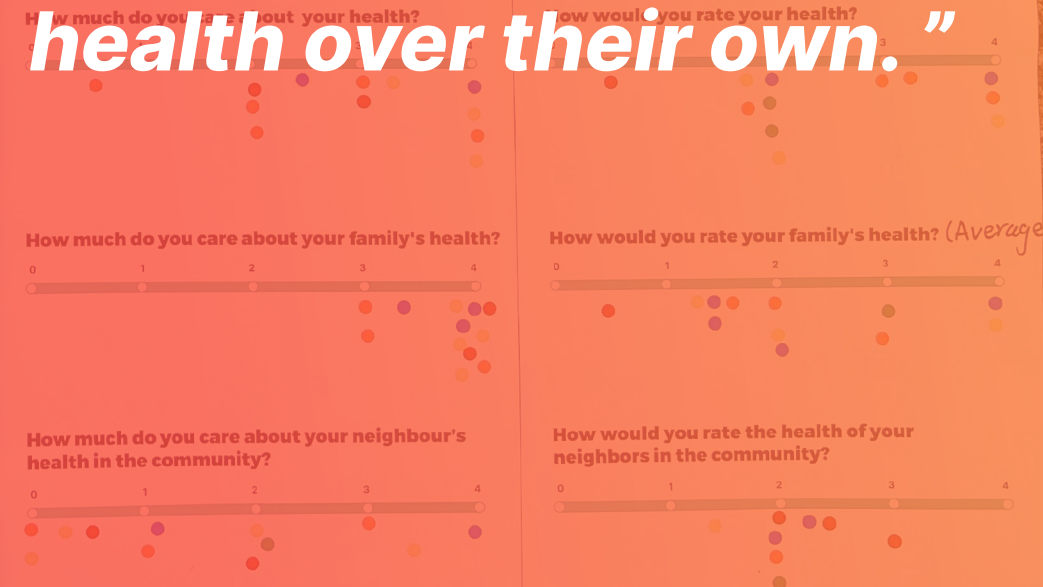 How much do you care about your health?
How would you rate your health?
health over their own.”
3 4
How much do you care about your family's health?
How would you rate your family's health? (Average
0 1 2 3 4
0 1 2 3 4
How much do you care about your neighbour's
health in the community?
How would you rate the health of your
neighbors in the community?
0 1 2 3 4
0 1 2 3 4